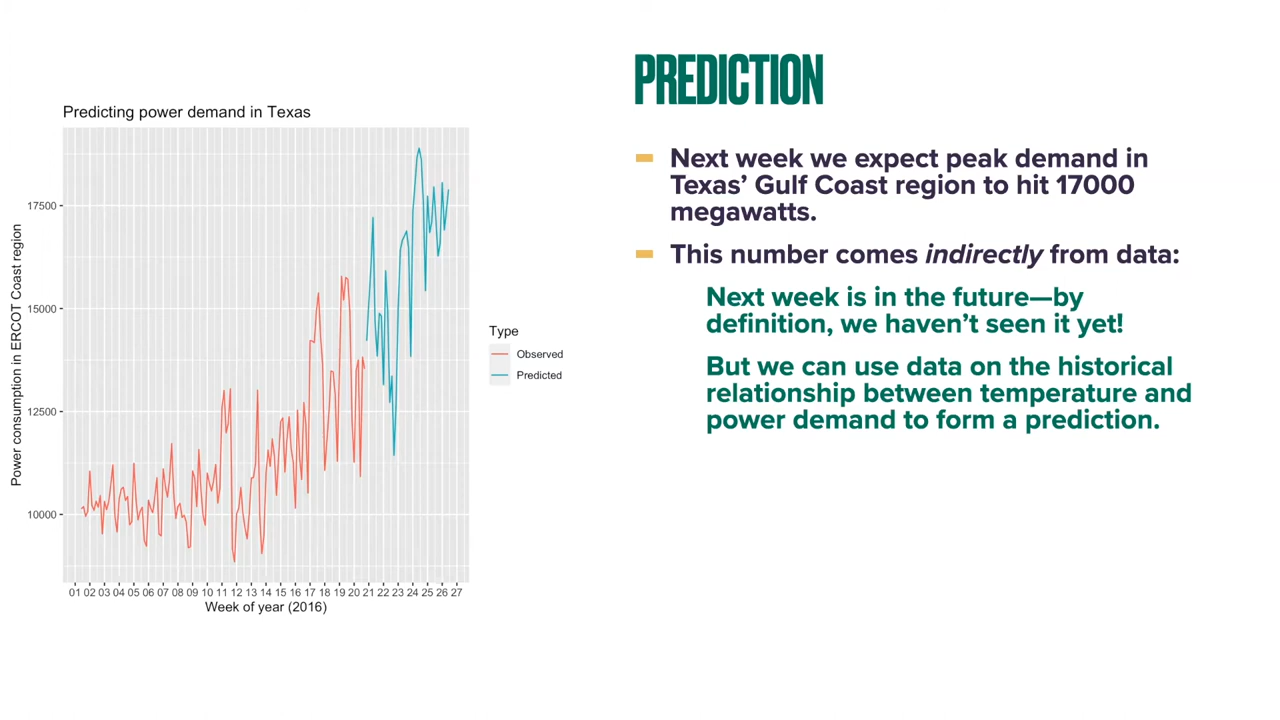 PREDICTION
Predicting power demand in Texas
Power consumption in ERCOT Coast region
17500
15000
12500
10000
01 02 03 04 05 06 07 08 09 10 11 12 13 14 15 16 17 18 19 20 21 22 23 24 25 26 27
Week of year (2016)
Type
Observed
Predicted
Next week we expect peak demand in
Texas’ Gulf Coast region to hit 17000
megawatts.
This number comes indirectly from data:
Next week is in the future—by
definition, we haven’t seen it yet!
But we can use data on the historical
relationship between temperature and
power demand to form a prediction.